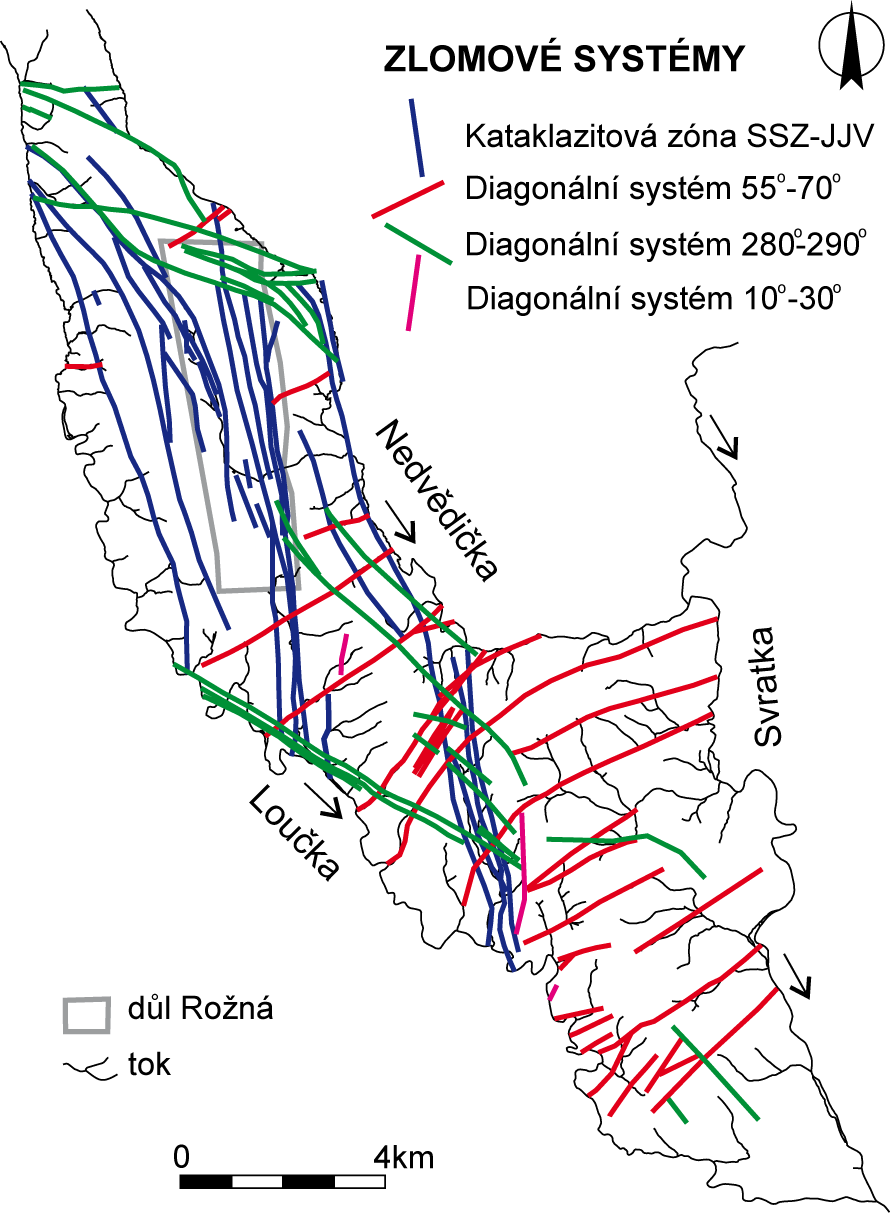 ZLOMOVÉ SYSTÉMY
Kataklazitová zóna SSZ-JJV
Diagonální systém 55°-70°
Diagonální systém 280°-290°
Diagonální systém 10°-30°
Nedvědička
Svratka
Loučka
důl Rožná
tok
0 4km